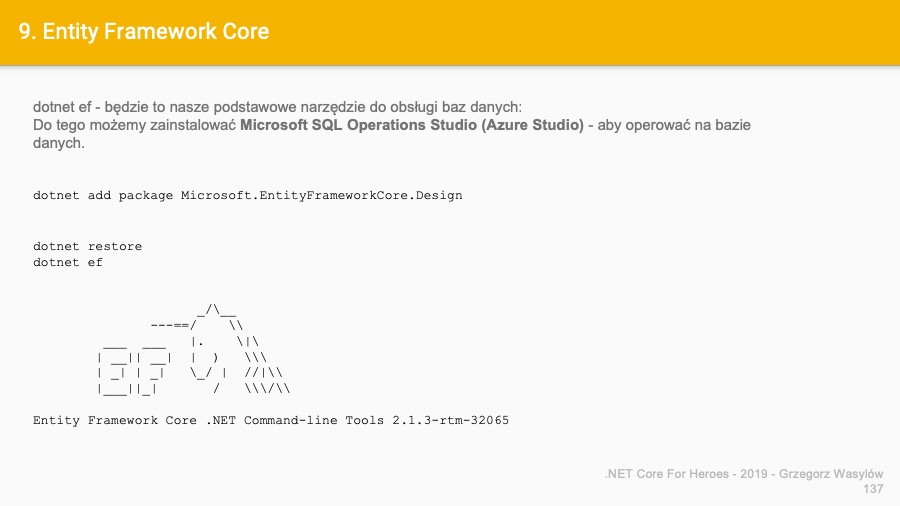 9. Entity Framework Core
dotnet ef - będzie to nasze podstawowe narzędzie do obsługi baz danych:
Do tego możemy zainstalować Microsoft SQL Operations Studio (Azure Studio) - aby operować na bazie
danych.
dotnet add package Microsoft.EntityFrameworkCore.Design
dotnet restore
dotnet ef
                     _/\__
               ---==/    \\
         ___  ___   |.    \|\
        | __|| __|  |  )   \\\
        | _| | _|   \_/ |  //|\\
        |___||_|       /   \\\/\\
Entity Framework Core .NET Command-line Tools 2.1.3-rtm-32065
.NET Core For Heroes - 2019 - Grzegorz Wasylów
137